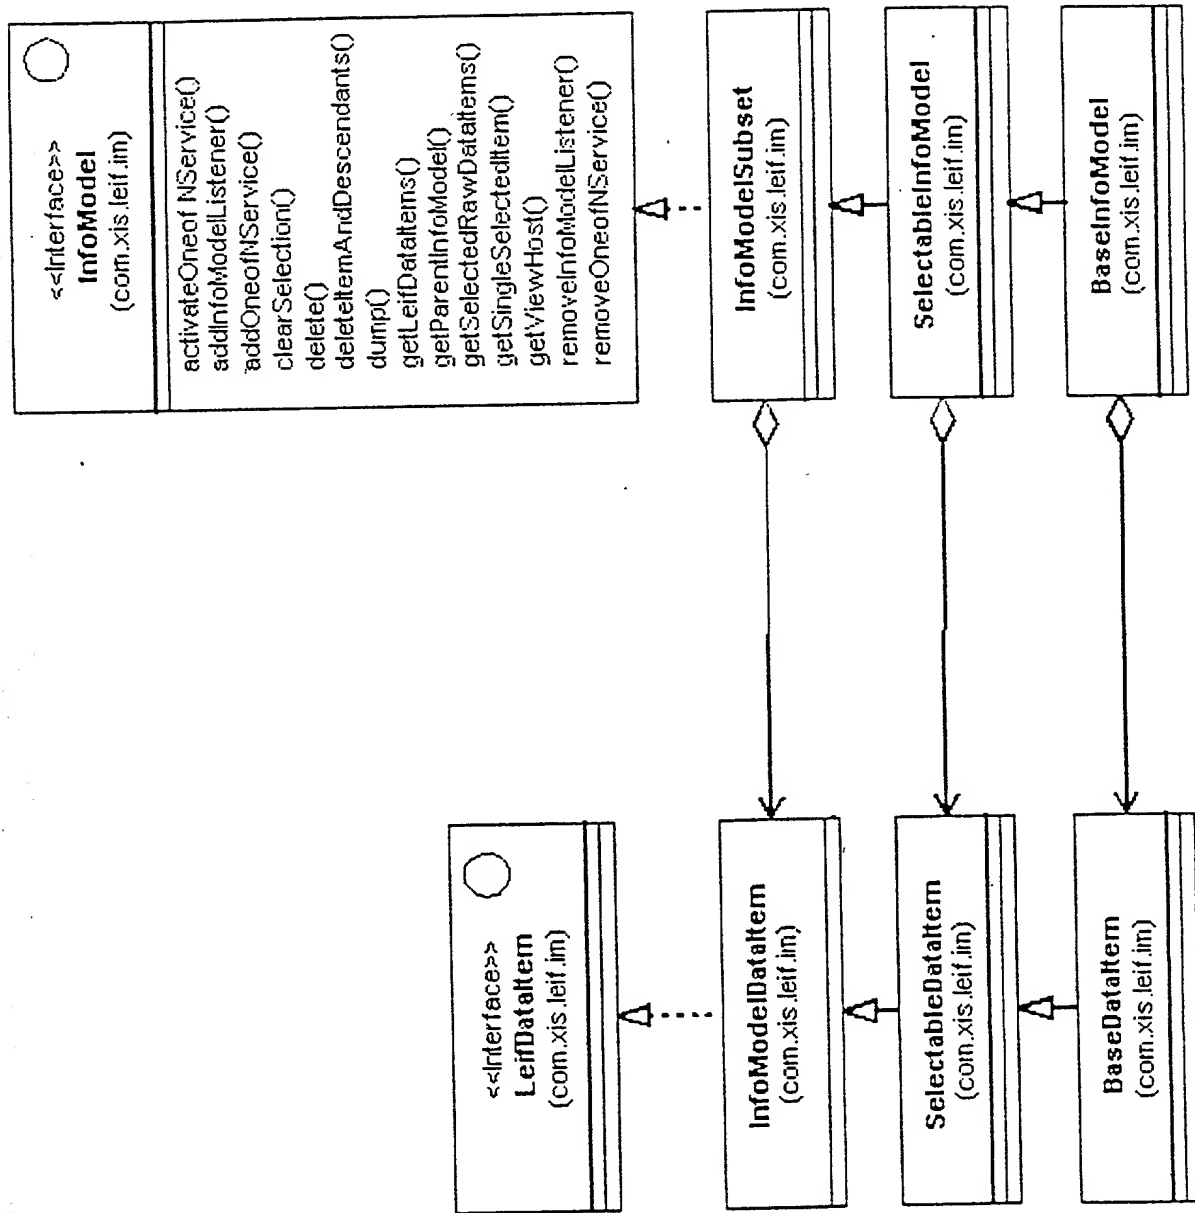 <<Interface>>
InfoModel
(com.xis.leif.im)
activateOneof NService()
addInfoModelListener()
addOneofNService()
clearSelection()
delete()
deleteItemAndDescendants()
dump()
getLeifDataItems()
getParentInfoModel()
getSelectedRawDataItems()
getSingleSelectedItem()
getViewHost()
removeInfoModelListener()
removeOneofNService()
<<Interface>>
LeifDataItem
(com.xis.leif.im)
InfoModelDataItem
(com.xis.leif.im)
InfoModelSubset
(com.xis.leif.im)
SelectableDataItem
(com.xis.leif.im)
SelectableInfoModel
(com.xis.leif.im)
BaseDataItem
(com.xis.leif.im)
BaseInfoModel
(com.xis.leif.im)